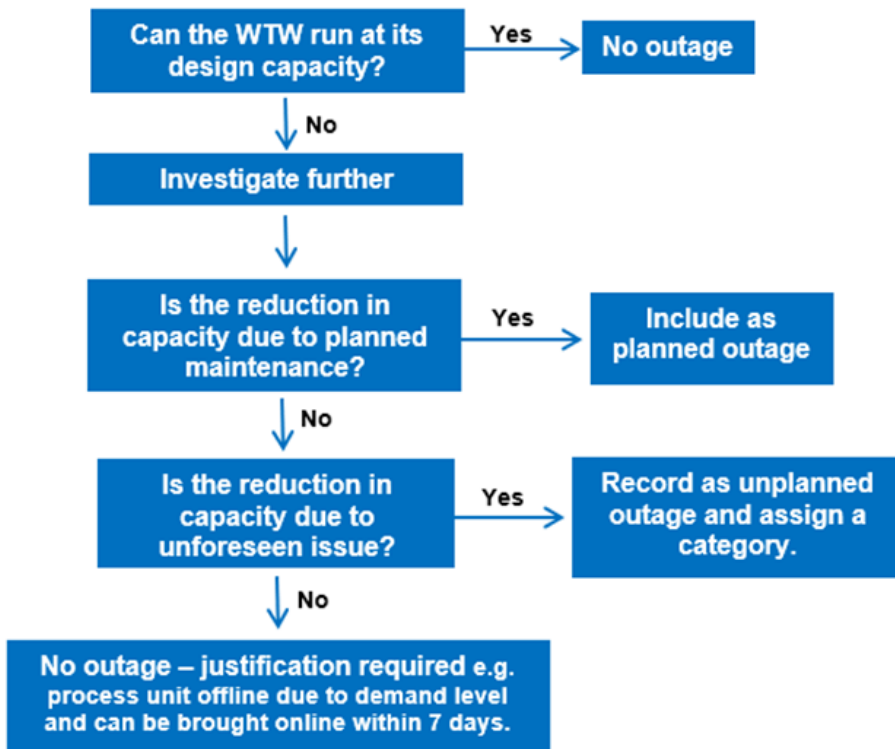 Can the WTW run at its
design capacity?
Yes
No outage
No
Investigate further
Is the reduction in
capacity due to planned
maintenance?
Yes
Include as
planned outage
No
Is the reduction in
capacity due to
unforeseen issue?
Yes
Record as unplanned
outage and assign a
category.
No
No outage – justification required e.g.
process unit offline due to demand level
and can be brought online within 7 days.